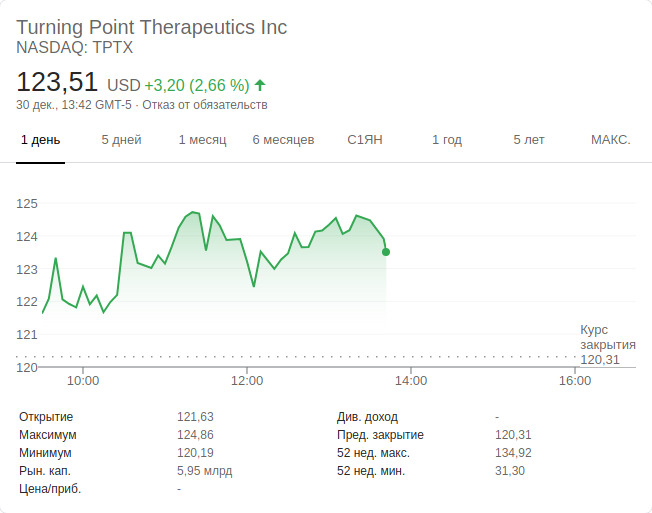 Turning Point Therapeutics Inc
NASDAQ: TPTX
123,51 USD +3,20 (2,66 %)
30 дек., 13:42 GMT-5 · Отказ от обязательств
1 день 5 дней 1 месяц 6 месяцев С1ЯН 1 год 5 лет МАКС.
125
124
123
122
121
120
Курс
закрытия
120,31
10:00 12:00 14:00 16:00
Открытие 121,63 Див. доход -
Максимум 124,86 Пред. закрытие 120,31
Минимум 120,19 52 нед. макс. 134,92
Рын. кап. 5,95 млрд 52 нед. мин. 31,30
Цена/приб. -